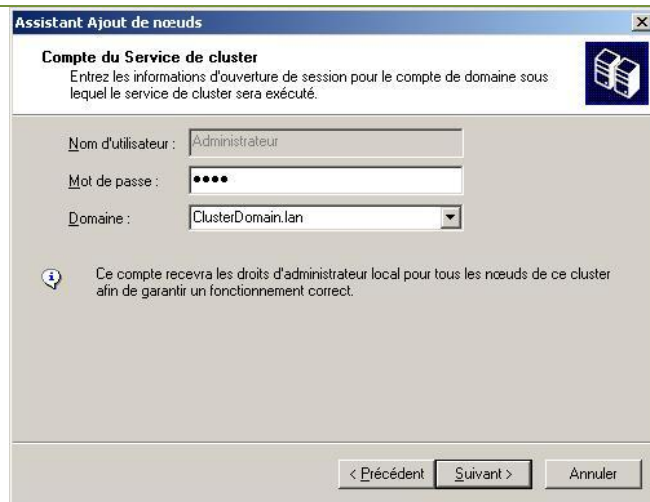 Assistant Ajout de nœuds
Compte du Service de cluster
Entrez les informations d'ouverture de session pour le compte de domaine sous
lequel le service de cluster sera exécuté.
Nom d'utilisateur : Administrateur
Mot de passe : ••••
Domaine : ClusterDomain.lan
Ce compte recevra les droits d'administrateur local pour tous les nœuds de ce cluster
afin de garantir un fonctionnement correct.
< Précédent Suivant > Annuler